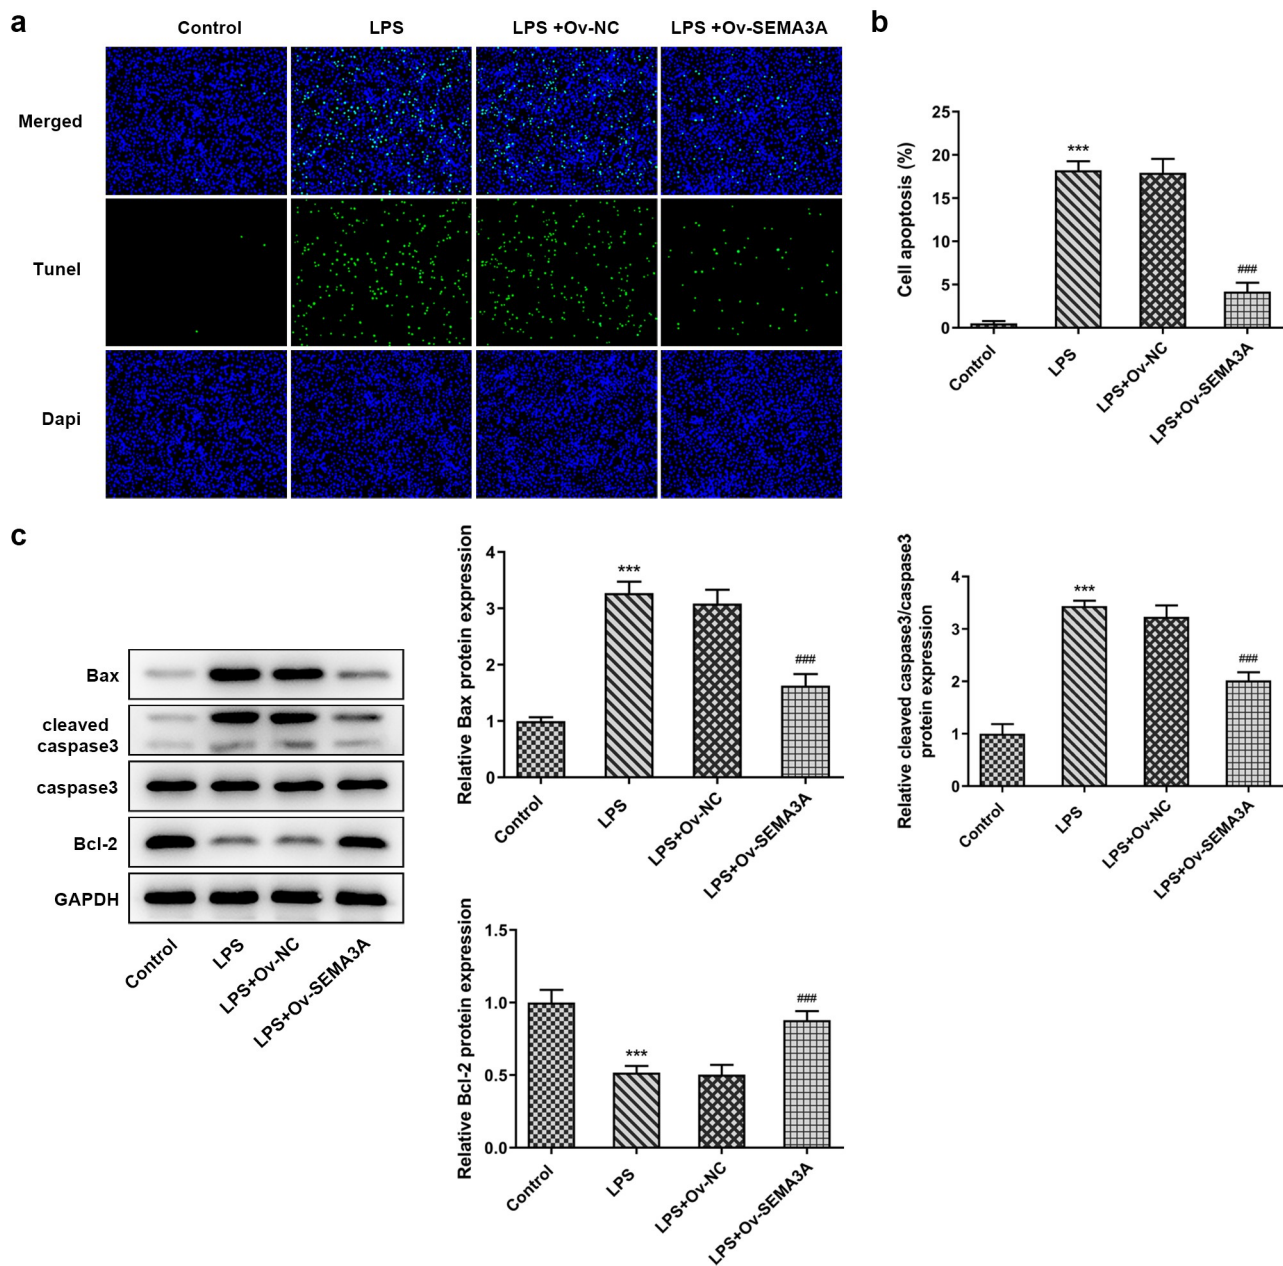 a
Control
LPS
LPS +Ov-NC
LPS +Ov-SEMA3A
Merged
Tunel
Dapi
b
Cell apoptosis (%)
25
20
15
10
5
0
***
###
Control
LPS
LPS+Ov-NC
LPS+Ov-SEMA3A
c
Bax
cleaved
caspase3
caspase3
Bcl-2
GAPDH
Control
LPS
LPS+Ov-NC
LPS+Ov-SEMA3A
Relative Bax protein expression
4
3
2
1
0
***
###
Control
LPS
LPS+Ov-NC
LPS+Ov-SEMA3A
Relative cleaved caspase3/caspase3
protein expression
4
3
2
1
0
***
###
Control
LPS
LPS+Ov-NC
LPS+Ov-SEMA3A
Relative Bcl-2 protein expression
1.5
1.0
0.5
0.0
***
###
Control
LPS
LPS+Ov-NC
LPS+Ov-SEMA3A